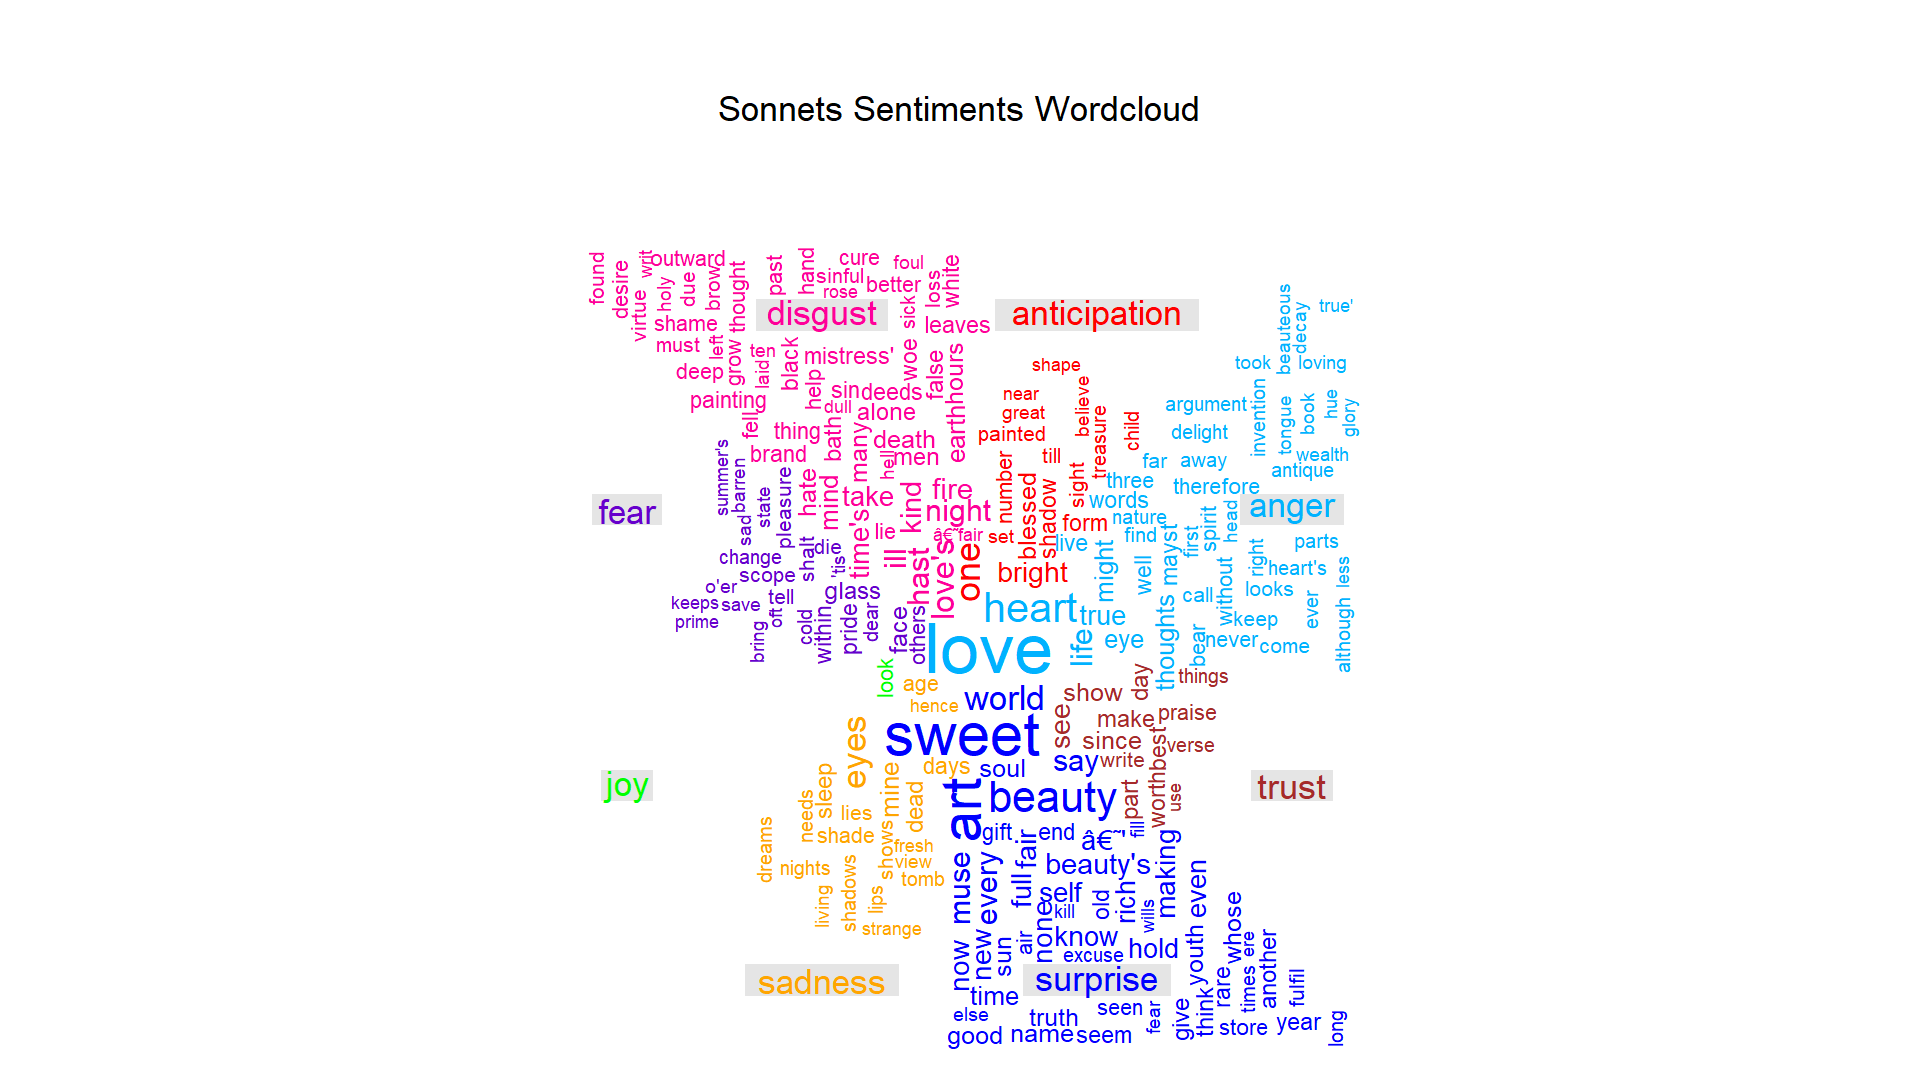 Sonnets Sentiments Wordcloud
found
desire
writ
outward
virtue
holy
due
brow
thought
past
hand
sinful
rose
cure
foul
better
loss
white
sick
disgust
anticipation
shame
must
left
grow
ten
laid
black
mistress'
woe
leaves
false
hours
earth
deep
painting
help
sin
deeds
dull
alone
fell
thing
bath
many
death
hell
men
brand
hate
mind
take
kind
fire
night
time's
lie
â€˜fair
ill
hast
love's
shape
near
great
believe
painted
treasure
child
till
sight
number
blessed
shadow
form
set
one
bright
beauteous
decay
true'
took
loving
argument
invention
tongue
book
hue
glory
delight
wealth
antique
far
away
three
therefore
words
anger
nature
live
find
first
spirit
head
parts
might
well
mayst
right
heart's
less
call
without
looks
heart
true
thoughts
keep
ever
although
bear
never
come
eye
life
love
fear
summer's
barren
sad
state
pleasure
change
shalt
die
'tis
scope
o'er
keeps
save
tell
glass
prime
oft
bring
cold
within
pride
dear
face
others
look
joy
age
hence
eyes
days
sleep
mine
dead
needs
lies
shade
dreams
shows
fresh
view
nights
tomb
living
shadows
lips
strange
sadness
world
sweet
soul
say
art
beauty
gift
end
â€˜'
fill
fair
beauty's
making
muse
every
full
self
kill
old
rich
wills
even
none
know
now
new
sun
air
excuse
hold
youth
whose
ere
another
surprise
rare
times
fulfil
time
else
truth
seen
fear
give
think
store
year
long
good
name
seem
things
day
show
see
make
praise
since
verse
write
best
worth
part
use
trust